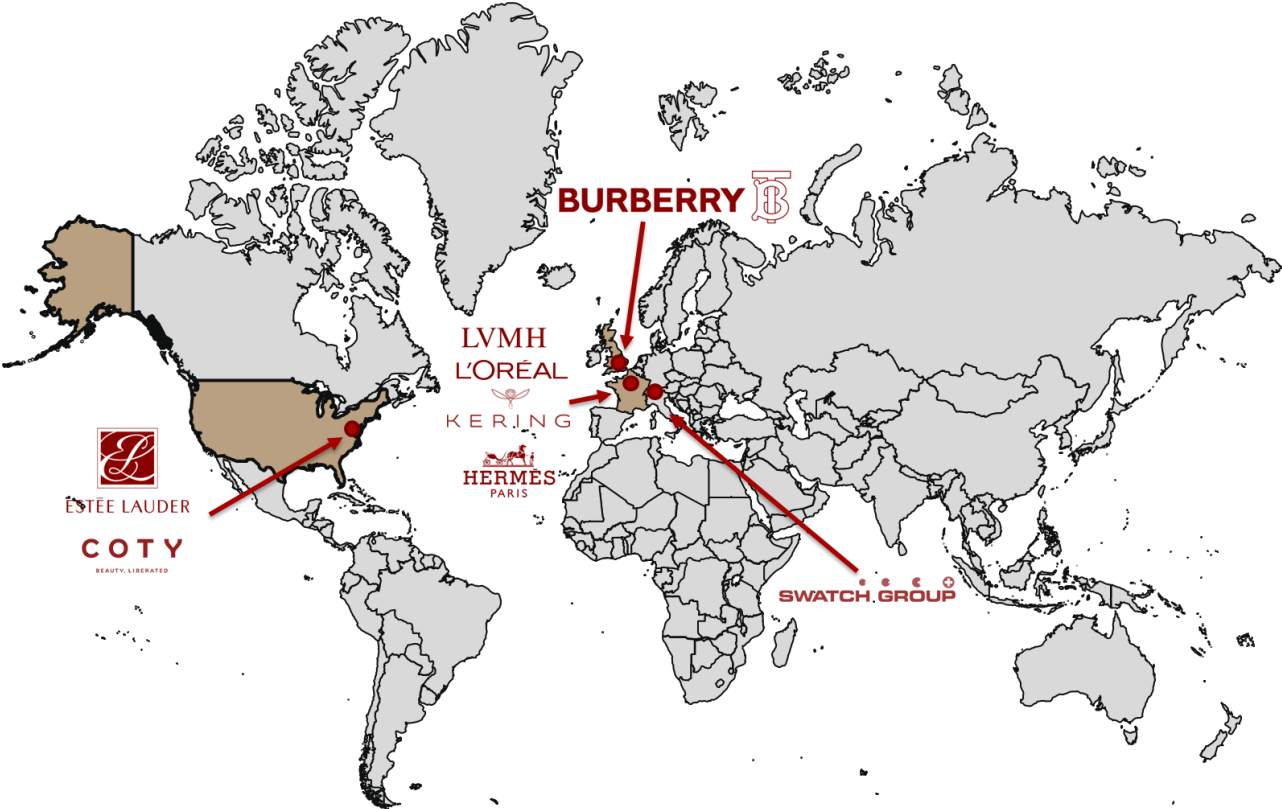 BURBERRY
LVMH
L'ORÉAL
KERING
HERMÈS
PARIS
ESTĒE LAUDER
COTY
BEAUTY, LIBERATED
SWATCH GROUP